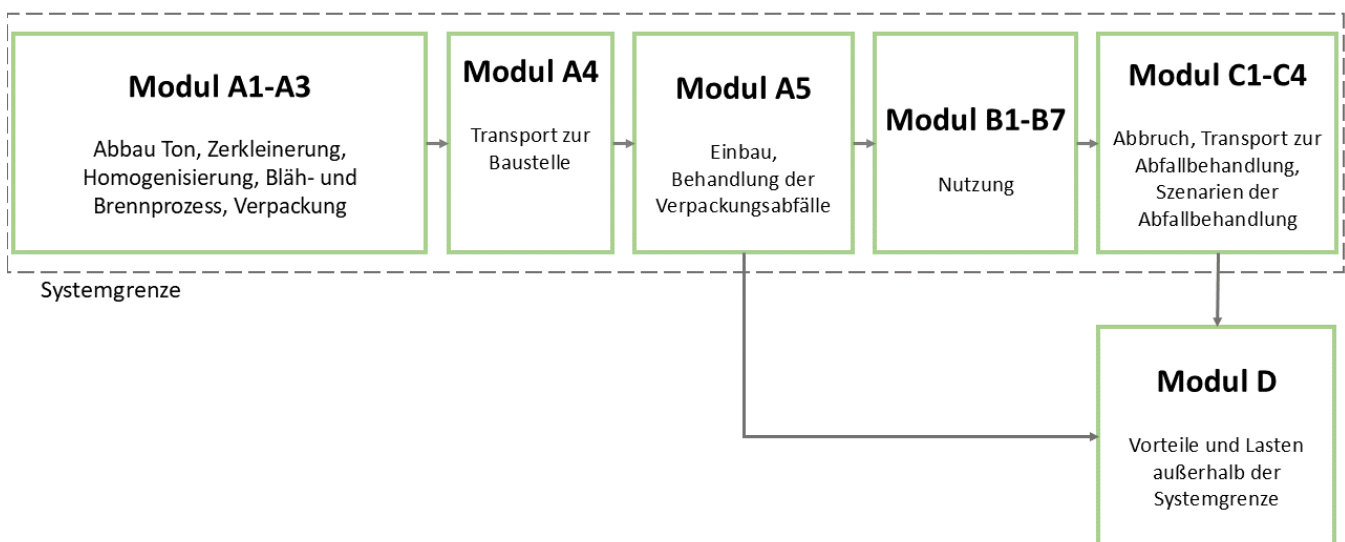 Modul A1-A3
Abbau Ton, Zerkleinerung,
Homogenisierung, Bläh- und
Brennprozess, Verpackung
Modul A4
Transport zur
Baustelle
Modul A5
Einbau,
Behandlung der
Verpackungsabfälle
Modul B1-B7
Nutzung
Modul C1-C4
Abbruch, Transport zur
Abfallbehandlung,
Szenarien der
Abfallbehandlung
Systemgrenze
Modul D
Vorteile und Lasten
außerhalb der
Systemgrenze